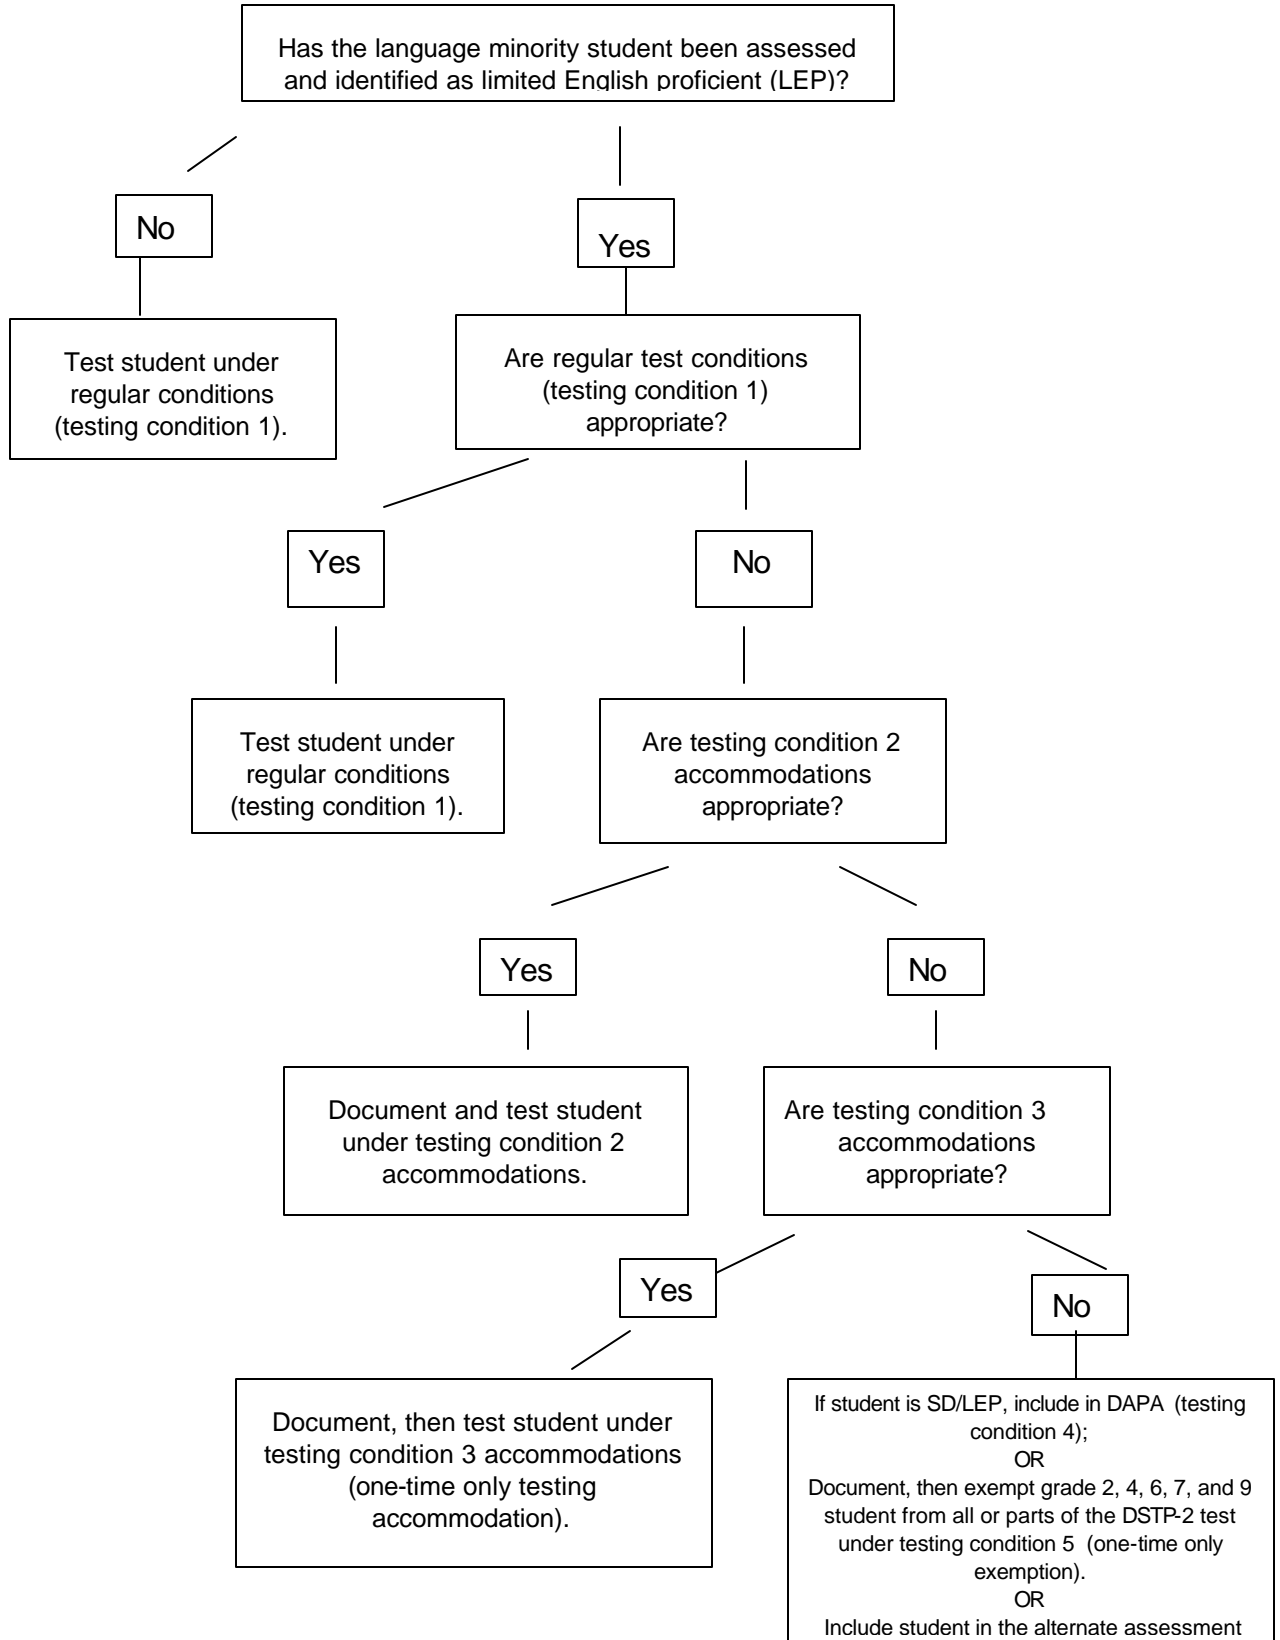 Has the language minority student been assessed
and identified as limited English proficient (LEP)?
No
Yes
Test student under
regular conditions
(testing condition 1).
Are regular test conditions
(testing condition 1)
appropriate?
Yes
No
Test student under
regular conditions
(testing condition 1).
Are testing condition 2
accommodations
appropriate?
Yes
No
Document and test student
under testing condition 2
accommodations.
Are testing condition 3
accommodations
appropriate?
Yes
No
Document, then test student under
testing condition 3 accommodations
(one-time only testing
accommodation).
If student is SD/LEP, include in DAPA (testing
condition 4);
OR
Document, then exempt grade 2, 4, 6, 7, and 9
student from all or parts of the DSTP-2 test
under testing condition 5 (one-time only
exemption).
OR
Include student in the alternate assessment